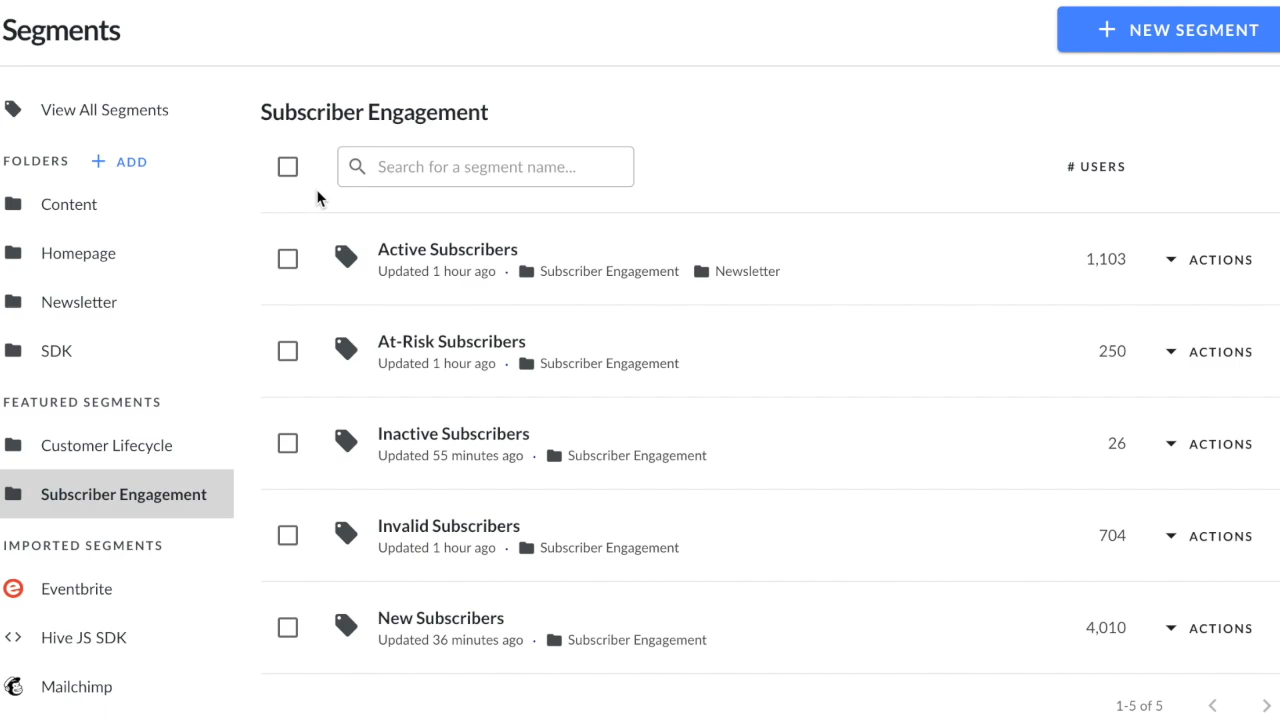 Segments
NEW SEGMENT
View All Segments
FOLDERS
ADD
Content
Homepage
Newsletter
SDK
FEATURED SEGMENTS
Customer Lifecycle
Subscriber Engagement
IMPORTED SEGMENTS
Eventbrite
Hive JS SDK
Mailchimp
Subscriber Engagement
Search for a segment name...
# USERS
Active Subscribers
Updated 1 hour ago · Subscriber Engagement Newsletter
1,103
ACTIONS
At-Risk Subscribers
Updated 1 hour ago · Subscriber Engagement
250
ACTIONS
Inactive Subscribers
Updated 55 minutes ago · Subscriber Engagement
26
ACTIONS
Invalid Subscribers
Updated 1 hour ago · Subscriber Engagement
704
ACTIONS
New Subscribers
Updated 36 minutes ago · Subscriber Engagement
4,010
ACTIONS
1-5 of 5